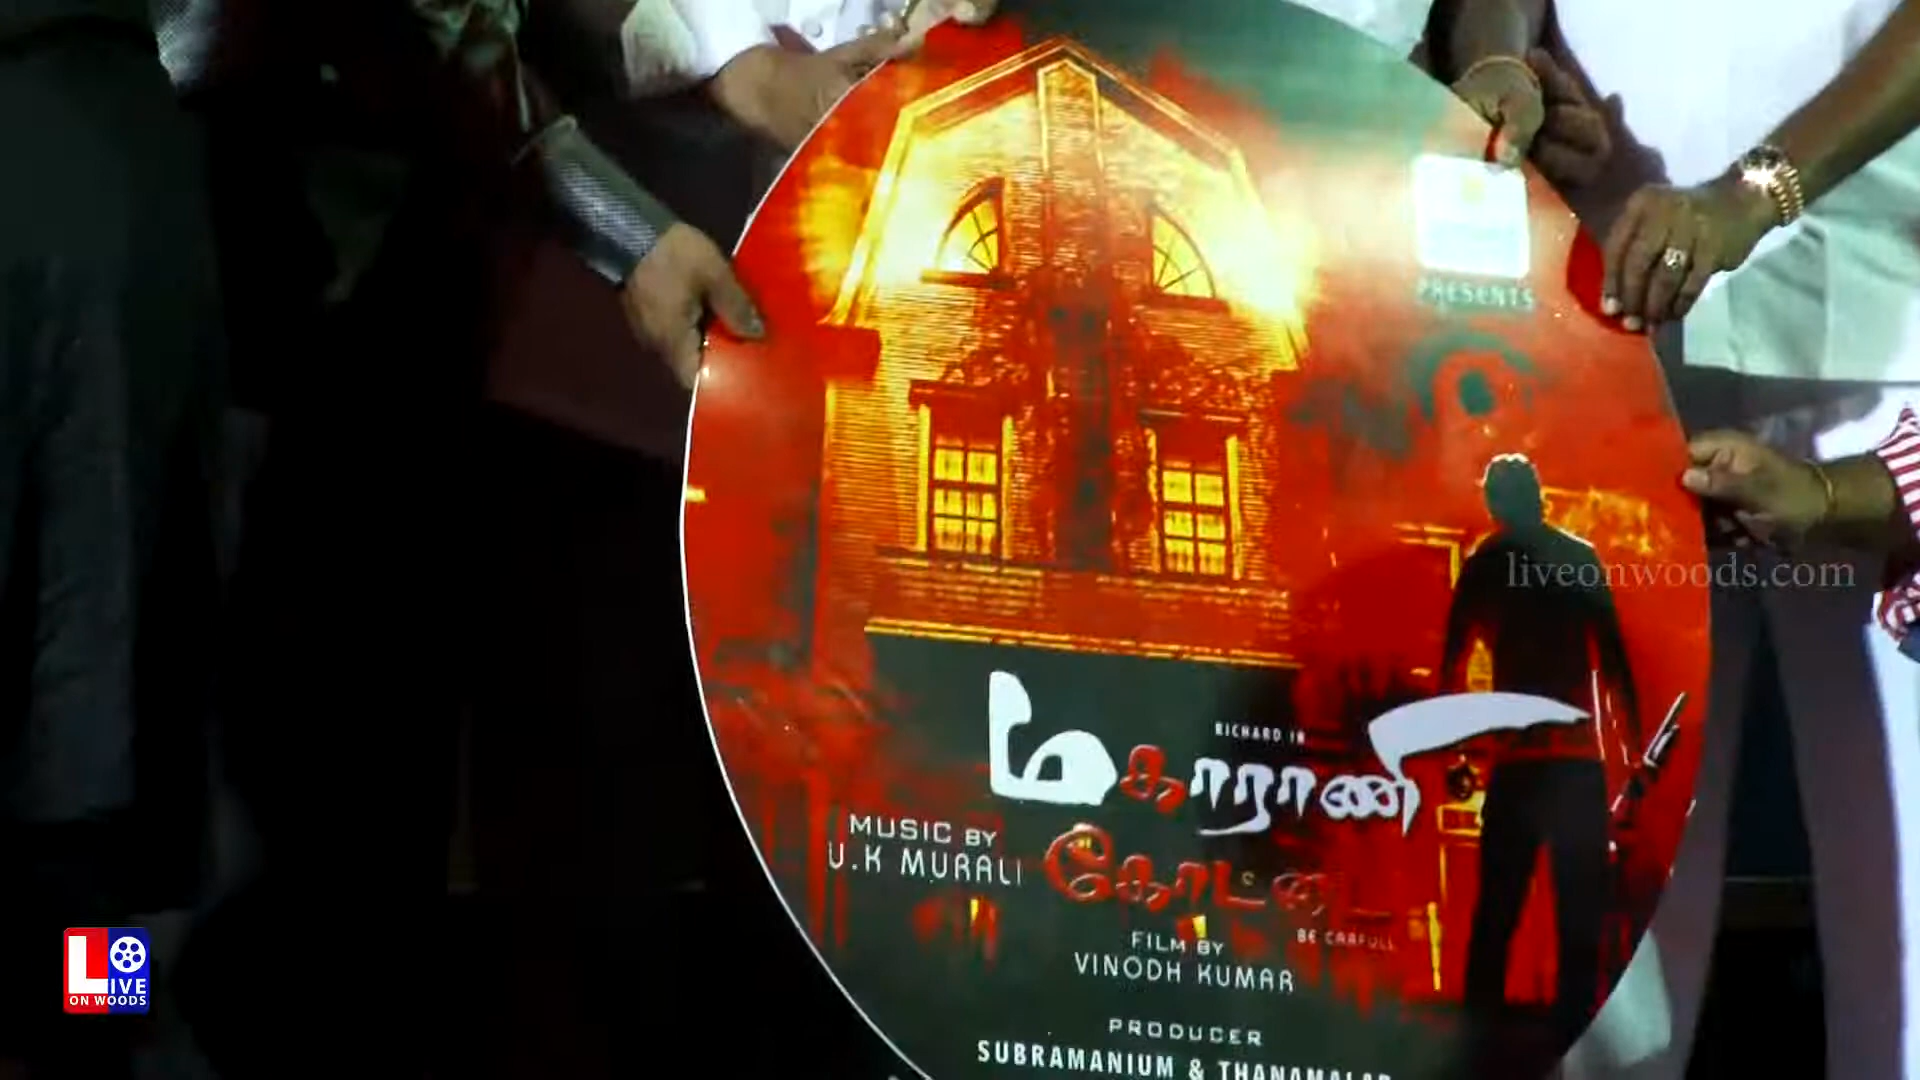 PRESENTS
RICHARD IN
மகாராணி
கோட்டை
BE CARFULL
MUSIC BY
U.K MURALI
FILM BY
VINODH KUMAR
PRODUCER
SUBRAMANIUM & THANAMALAR
liveonwoods.com
LIVE
ON WOODS